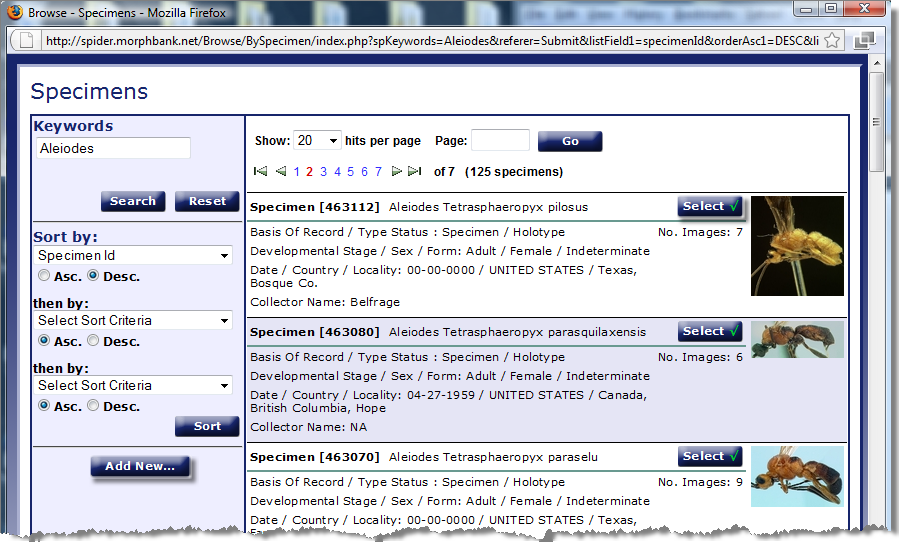 Browse - Specimens - Mozilla Firefox
http://spider.morphbank.net/Browse/BySpecimen/index.php?spKeywords=Aleiodes&referer=Submit&listField1=specimenId&orderAsc1=DESC&li
Specimens
Keywords
Aleiodes
Search Reset
Sort by:
Specimen Id
Asc. Desc.
then by:
Select Sort Criteria
Asc. Desc.
then by:
Select Sort Criteria
Asc. Desc.
Sort
Add New...
Show: 20 hits per page Page: Go
1 2 3 4 5 6 7 of 7 (125 specimens)
Specimen [463112] Aleiodes Tetrasphaeropyx pilosus Select √
Basis Of Record / Type Status : Specimen / Holotype No. Images: 7
Developmental Stage / Sex / Form: Adult / Female / Indeterminate
Date / Country / Locality: 00-00-0000 / UNITED STATES / Texas,
Bosque Co.
Collector Name: Belfrage
Specimen [463080] Aleiodes Tetrasphaeropyx parasquilaxensis Select √
Basis Of Record / Type Status : Specimen / Holotype No. Images: 6
Developmental Stage / Sex / Form: Adult / Female / Indeterminate
Date / Country / Locality: 04-27-1959 / UNITED STATES / Canada,
British Columbia, Hope
Collector Name: NA
Specimen [463070] Aleiodes Tetrasphaeropyx paraselu Select √
Basis Of Record / Type Status : Specimen / Holotype No. Images: 9
Developmental Stage / Sex / Form: Adult / Female / Indeterminate
Date / Country / Locality: 00-00-0000 / UNITED STATES / Texas,